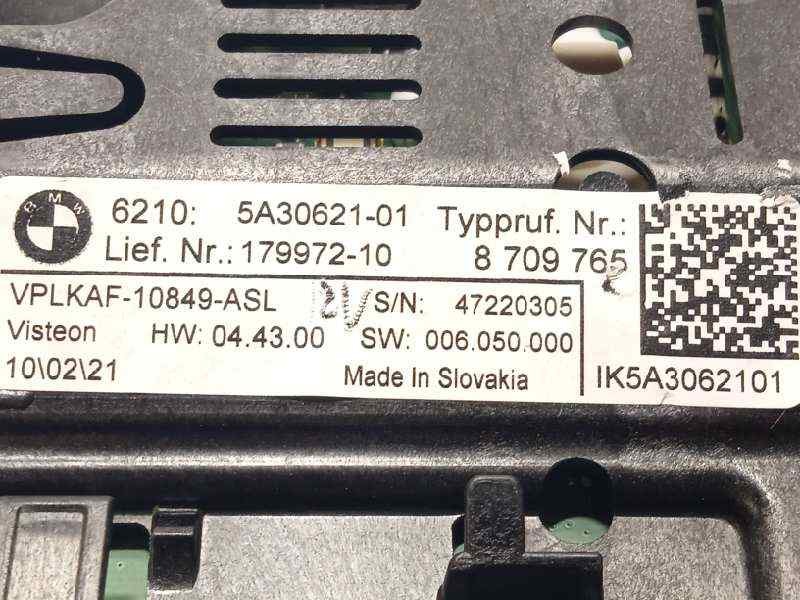 BMW
6210: 5A30621-01 Typpruf. Nr.:
Lief. Nr.: 179972-10 8 709 765
VPLKAF-10849-ASL S/N: 47220305
Visteon HW: 04.43.00 SW: 006.050.000
10\02\21 Made In Slovakia IK5A3062101